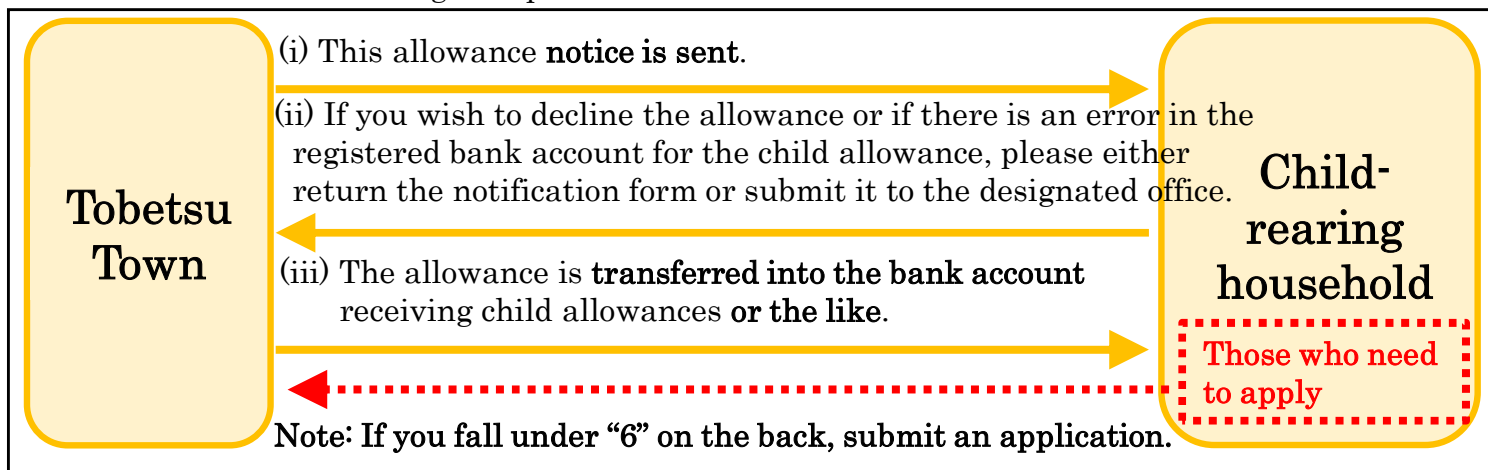 Tobetsu
Town
(i) This allowance notice is sent.
(ii) If you wish to decline the allowance or if there is an error in the
registered bank account for the child allowance, please either
return the notification form or submit it to the designated office.
(iii) The allowance is transferred into the bank account
receiving child allowances or the like.
Note: If you fall under “6” on the back, submit an application.
Child-
rearing
household
Those who need
to apply